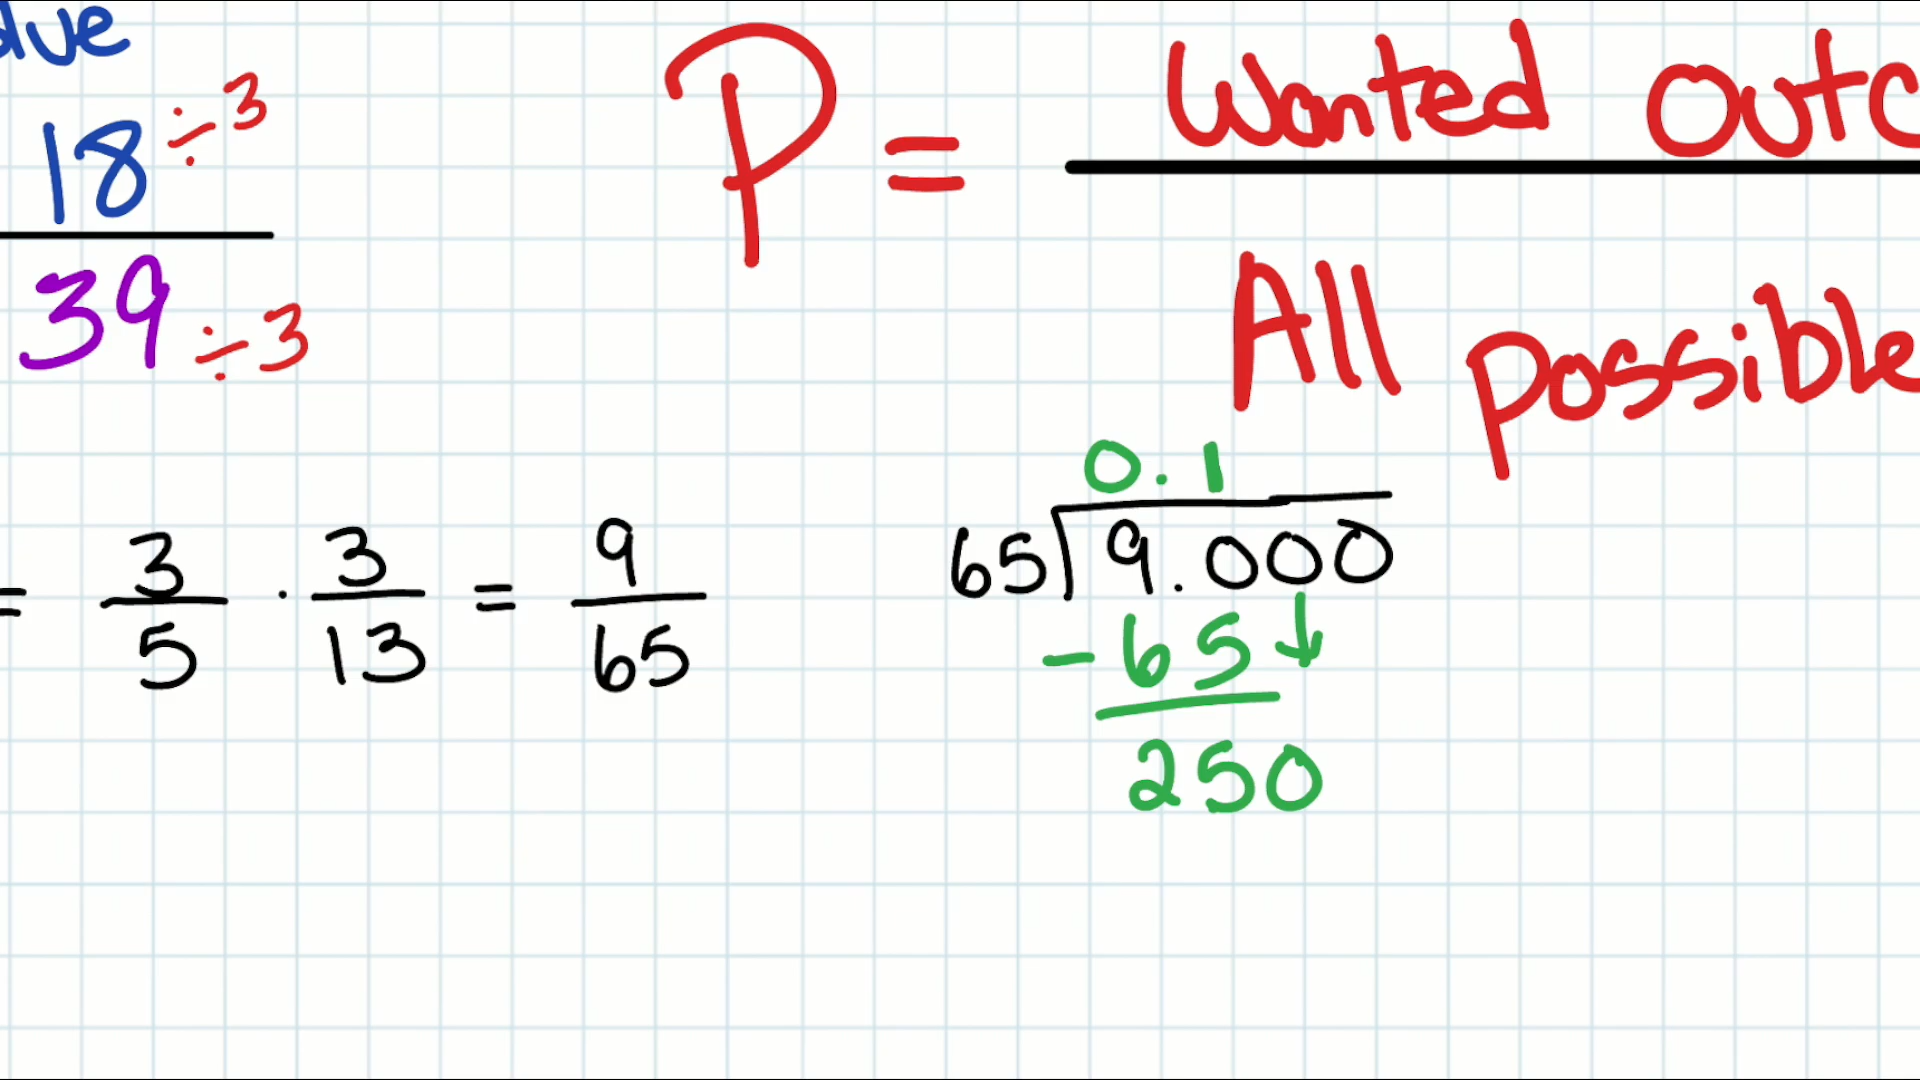 18 ÷3
39 ÷3
P = Wanted
All possible
= 3/5 · 3/13 = 9/65
0.1
65 9.000
- 65 ↓
250